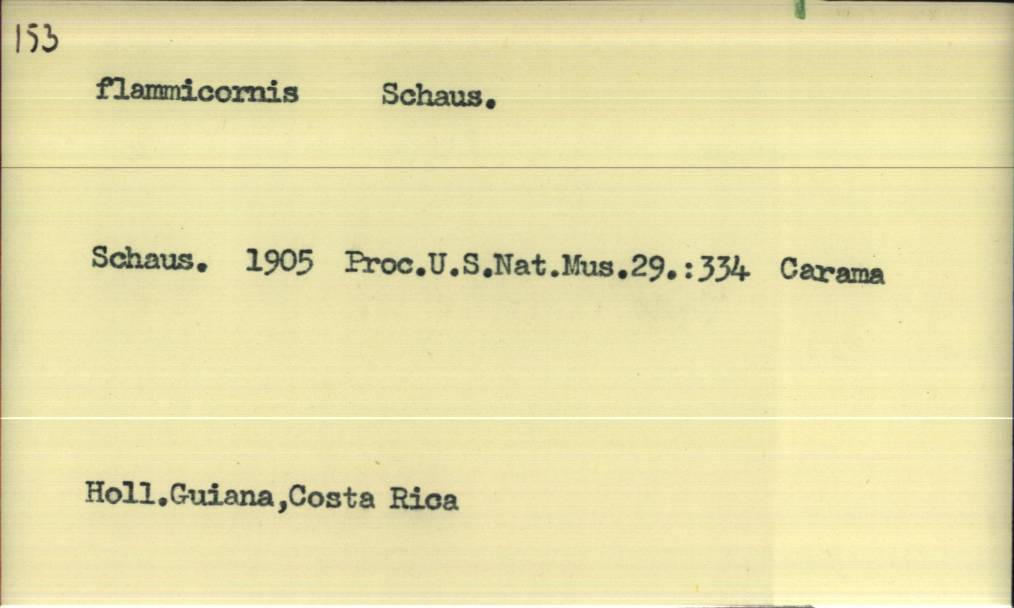 153
flammicornis Schaus.
Schaus. 1905 Proc.U.S.Nat.Mus.29.:334 Carama
Holl.Guiana,Costa Rica